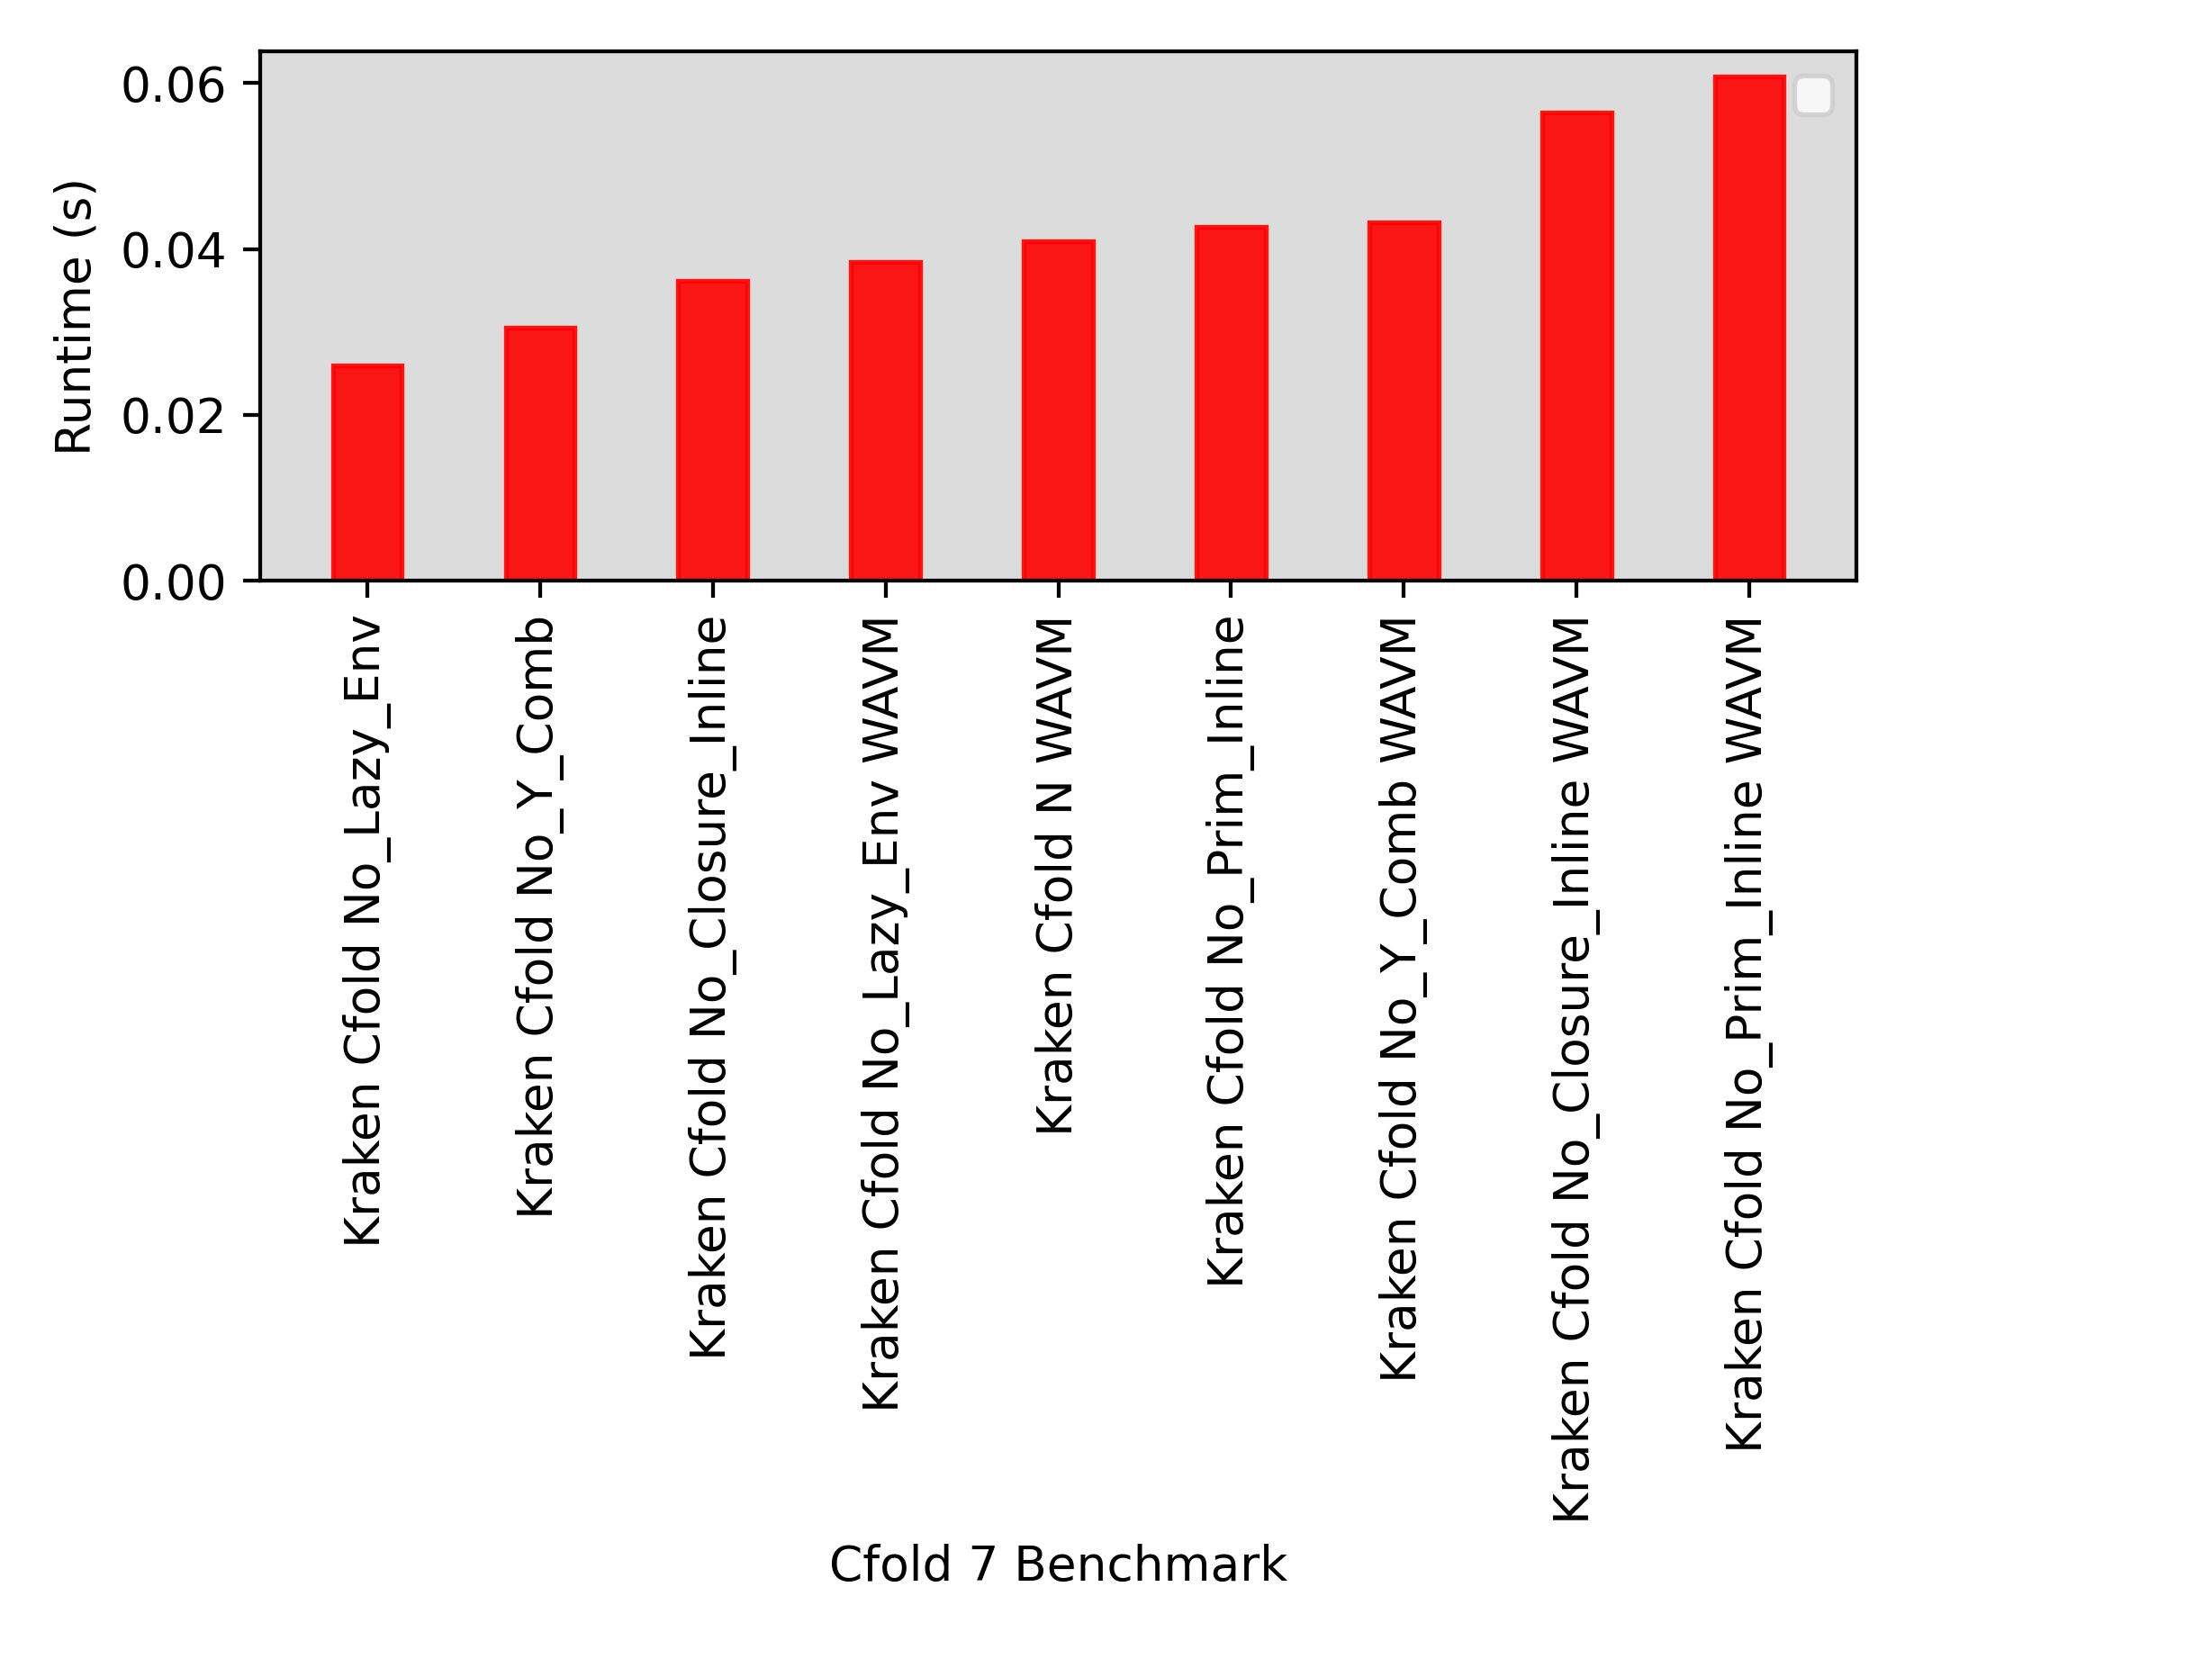 Runtime (s)
0.06
0.04
0.02
0.00
Kraken Cfold No_Lazy_Env
Kraken Cfold No_Y_Comb
Kraken Cfold No_Closure_Inline
Kraken Cfold No_Lazy_Env WAVM
Kraken Cfold N WAVM
Kraken Cfold No_Prim_Inline
Kraken Cfold No_Y_Comb WAVM
Kraken Cfold No_Closure_Inline WAVM
Kraken Cfold No_Prim_Inline WAVM
Cfold 7 Benchmark